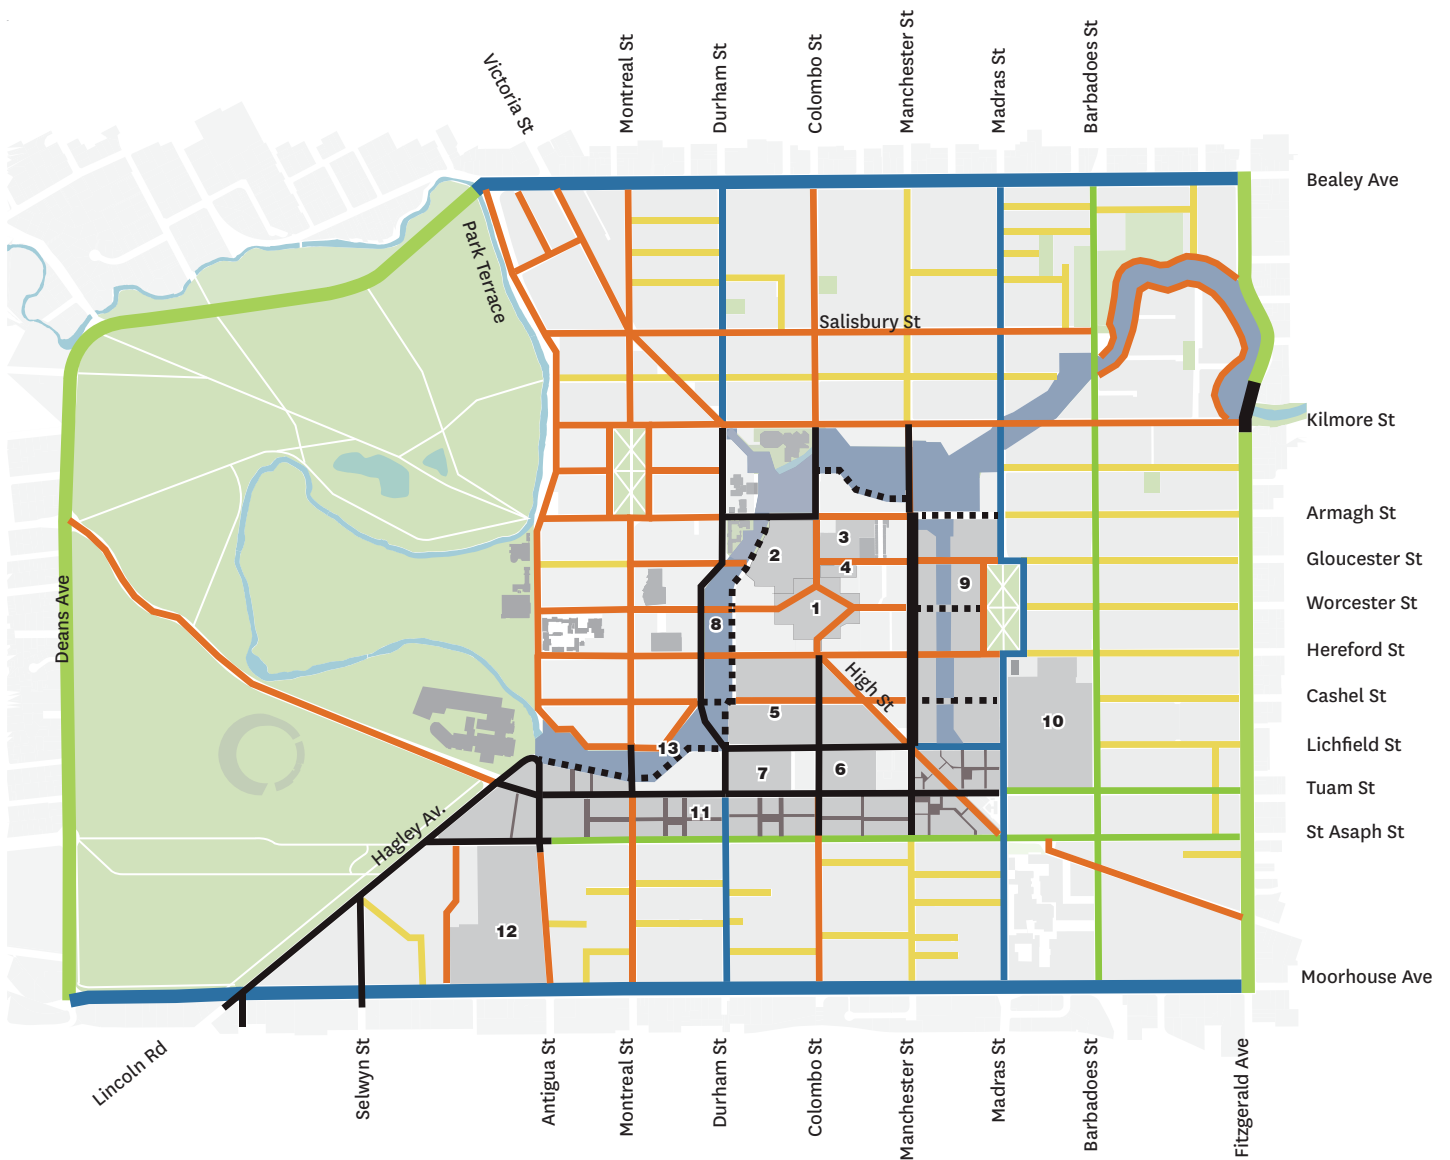 Victoria St
Montreal St
Durham St
Colombo St
Manchester St
Madras St
Barbadoes St
Bealey Ave
Park Terrace
Salisbury St
Kilmore St
Armagh St
3
2
4
Gloucester St
9
Deans Ave
1
Worcester St
8
Hereford St
High St
Cashel St
5
10
13
Lichfield St
7
6
Tuam St
11
Hagley Av.
St Asaph St
12
Moorhouse Ave
Lincoln Rd
Selwyn St
Antigua St
Montreal St
Durham St
Colombo St
Manchester St
Madras St
Barbadoes St
Fitzgerald Ave